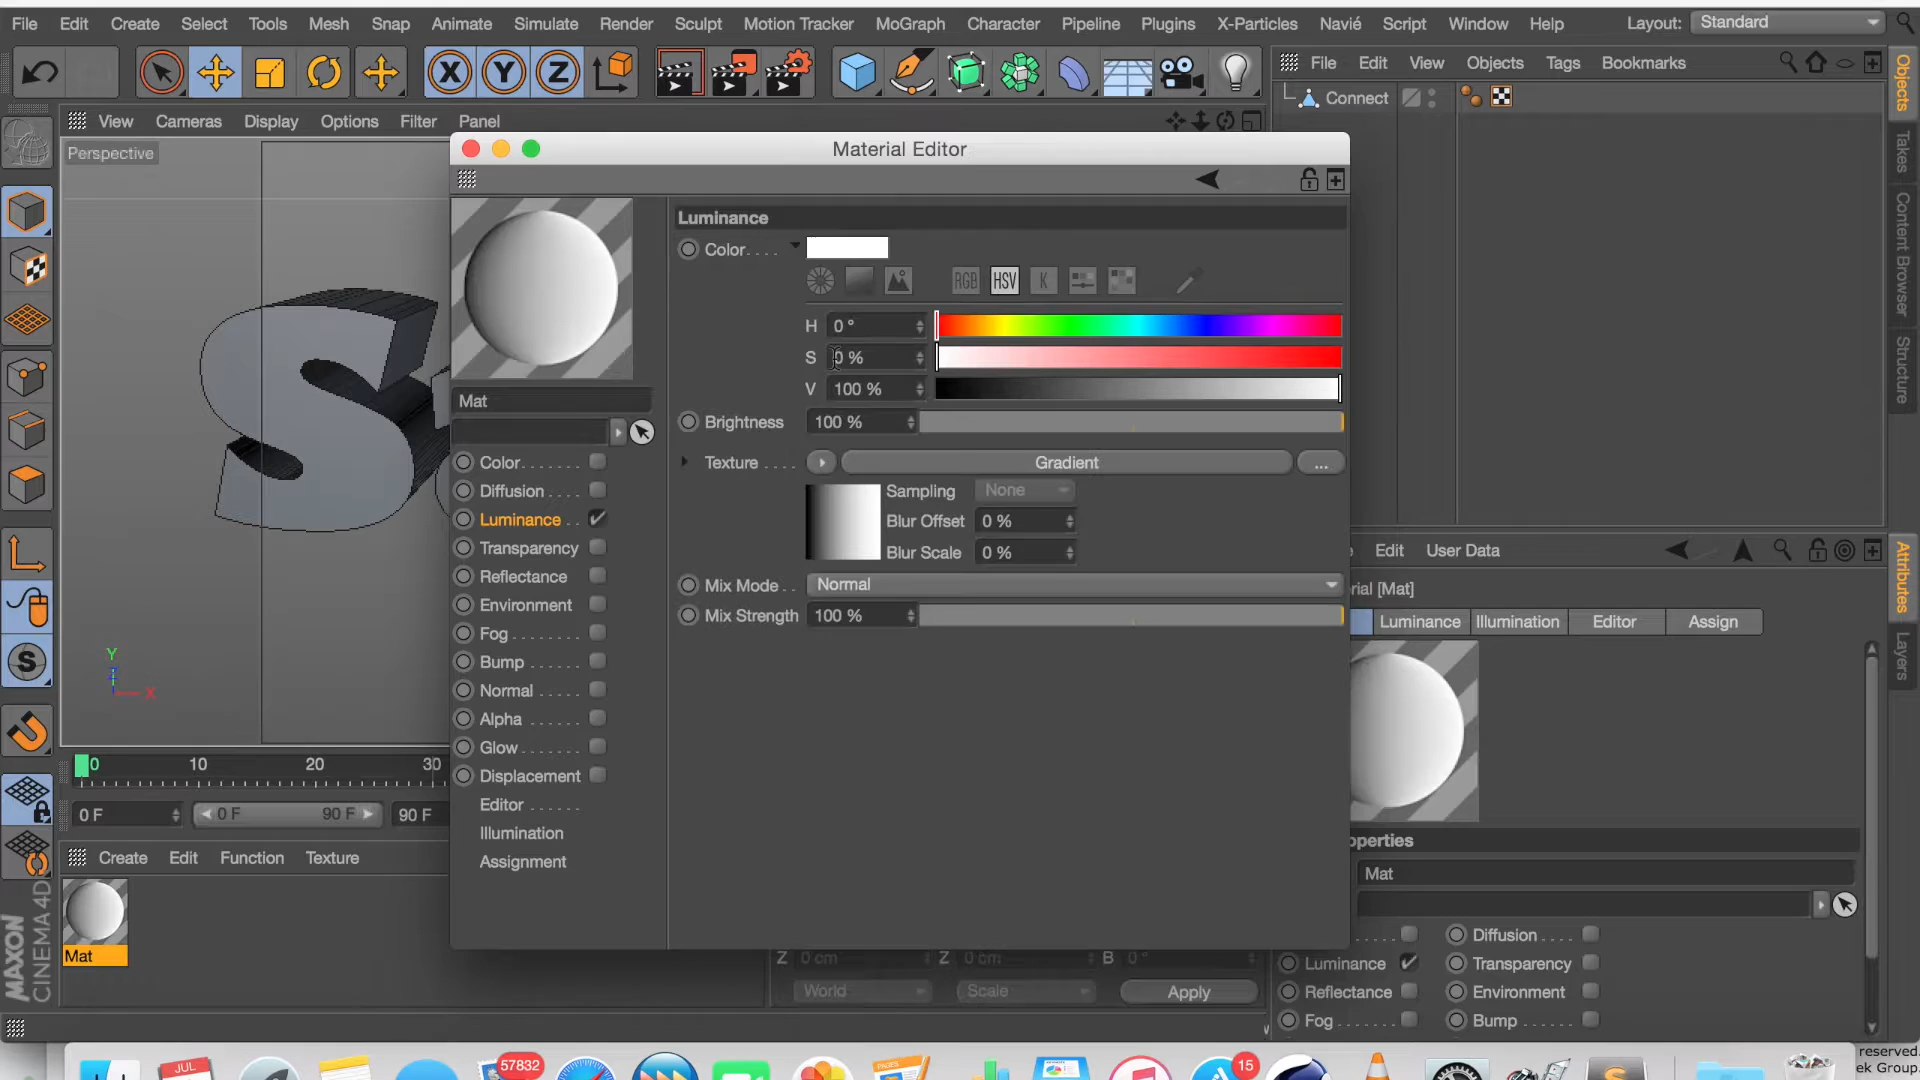 File Edit Create Select Tools Mesh Snap Animate Simulate Render Sculpt Motion Tracker MoGraph Character Pipeline Plugins X-Particles Navié Script Window Help Layout: Standard
X Y Z
File Edit View Objects Tags Bookmarks
Connect
Objects
Takes
Content Browser
Structure
View Cameras Display Options Filter Panel
Perspective
Material Editor
Luminance
Color . . . .
RGB HSV K
H 0 °
S 0 %
V 100 %
Brightness 100 %
Texture . . . . Gradient ...
Sampling None
Blur Offset 0 %
Blur Scale 0 %
Mix Mode . . Normal
Mix Strength 100 %
Mat
Color . . . . . . .
Diffusion . . . .
Luminance . .
Transparency
Reflectance
Environment
Fog . . . . . . . .
Bump . . . . . .
Normal . . . . .
Alpha . . . . . .
Glow . . . . . . .
Displacement
Editor . . . . . .
Illumination
Assignment
Y
X
S
0 10 20 30
0 F 0 F 90 F 90 F
Create Edit Function Texture
Mat
MAXON
CINEMA 4D
Edit User Data
rial [Mat]
Luminance Illumination Editor Assign
Attributes
Layers
operties
Mat
Diffusion . . . .
Luminance Transparency
Reflectance Environment
Fog . . . . . . . Bump . . . . . .
Z 0 cm Z 0 cm B 0 °
World Scale Apply
JUL
57832
PAGES
15
S
reserved.
ek Group